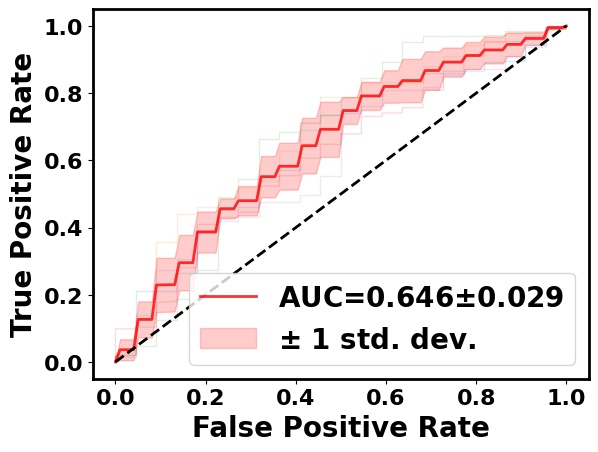 True Positive Rate
1.0
0.8
0.6
0.4
0.2
0.0
AUC=0.646±0.029
± 1 std. dev.
0.0 0.2 0.4 0.6 0.8 1.0
False Positive Rate